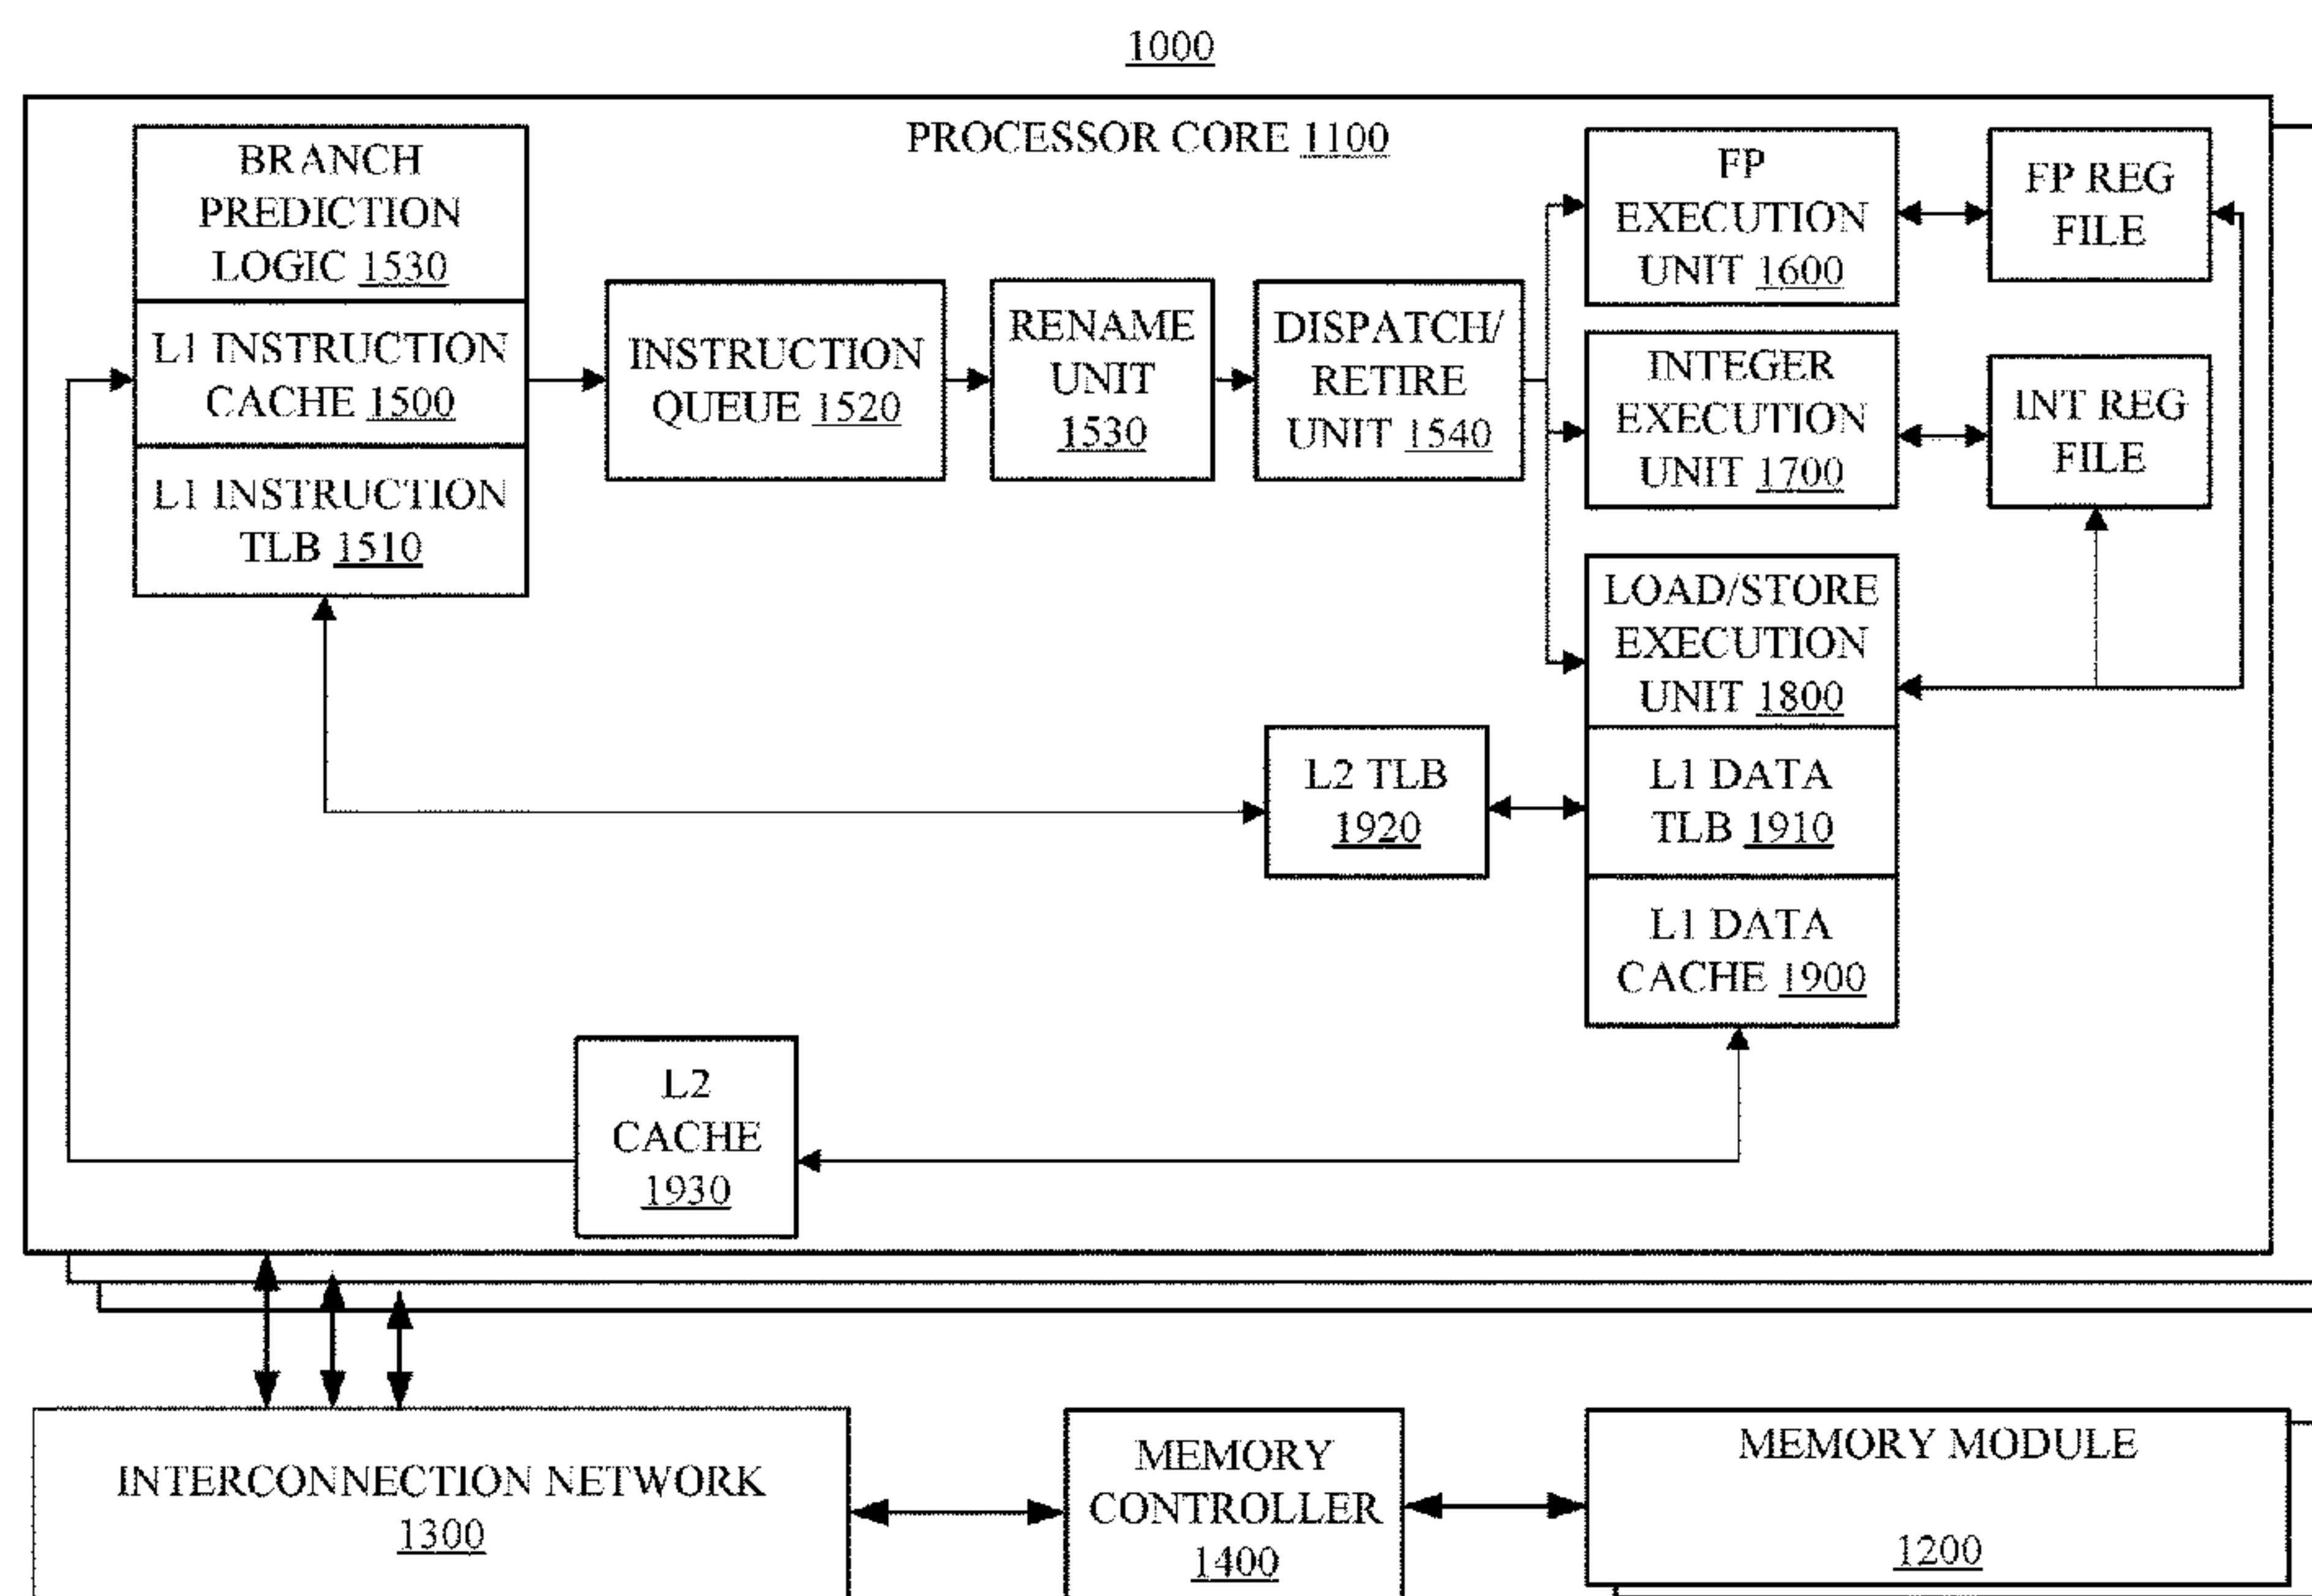 1000
PROCESSOR CORE 1100
BRANCH
PREDICTION
LOGIC 1530
L1 INSTRUCTION
CACHE 1500
L1 INSTRUCTION
TLB 1510
INSTRUCTION
QUEUE 1520
RENAME
UNIT
1530
DISPATCH/
RETIRE
UNIT 1540
FP
EXECUTION
UNIT 1600
FP REG
FILE
INTEGER
EXECUTION
UNIT 1700
INT REG
FILE
LOAD/STORE
EXECUTION
UNIT 1800
L2 TLB
1920
L1 DATA
TLB 1910
L1 DATA
CACHE 1900
L2
CACHE
1930
INTERCONNECTION NETWORK
1300
MEMORY
CONTROLLER
1400
MEMORY MODULE
1200